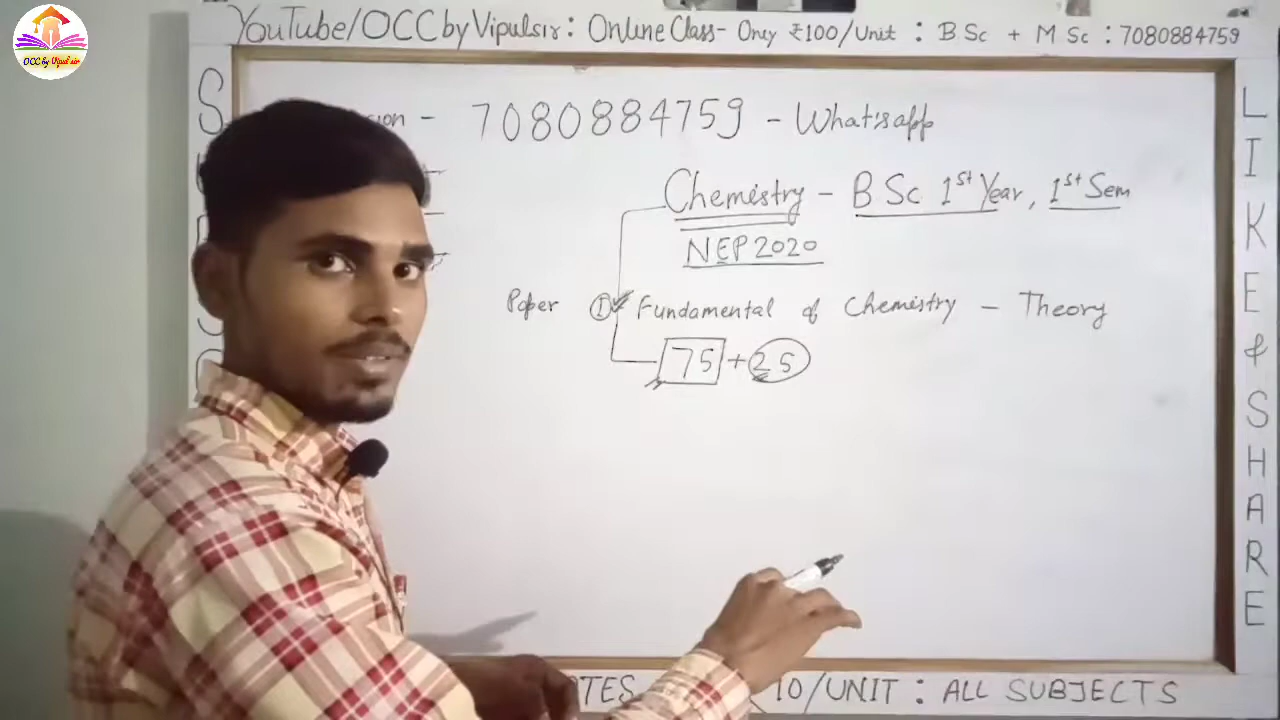 YouTube/OCC by Vipulsir : Online Class - Only ₹100/Unit : B Sc + M Sc : 7080884759
OCC by Vipul sir
- 7080884759 - Whatsapp
Chemistry - B Sc 1st Year, 1st Sem
NEP 2020
Paper ① Fundamental of Chemistry - Theory
75 + 25
LIKE & SHARE
10/UNIT : ALL SUBJECTS